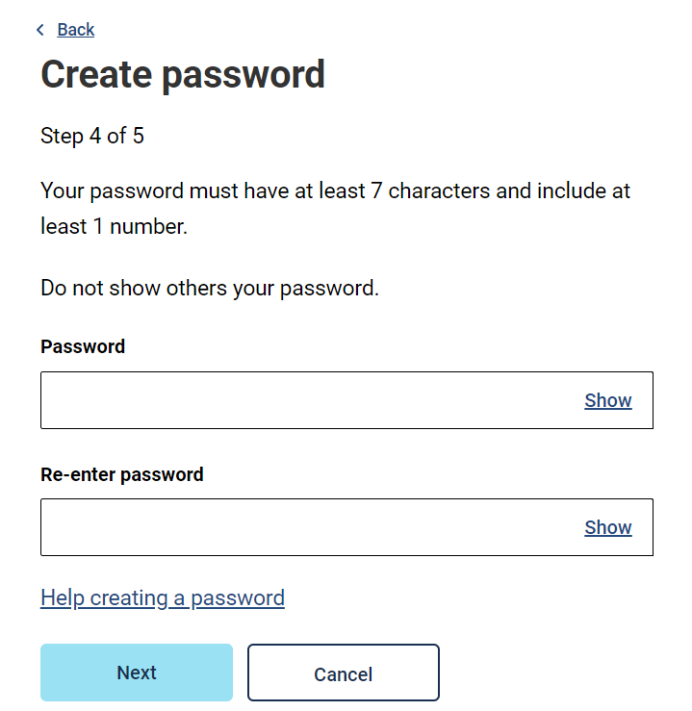 Back
Create password
Step 4 of 5
Your password must have at least 7 characters and include at
least 1 number.
Do not show others your password.
Password
Show
Re-enter password
Show
Help creating a password
Next
Cancel